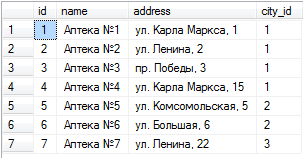 id name address city_id
1 1 Аптека №1 ул. Карла Маркса, 1 1
2 2 Аптека №2 ул. Ленина, 2 1
3 3 Аптека №3 пр. Победы, 3 1
4 4 Аптека №4 ул. Карла Маркса, 15 1
5 5 Аптека №5 ул. Комсомольская, 5 2
6 6 Аптека №6 ул. Большая, 6 2
7 7 Аптека №7 ул. Ленина, 22 3